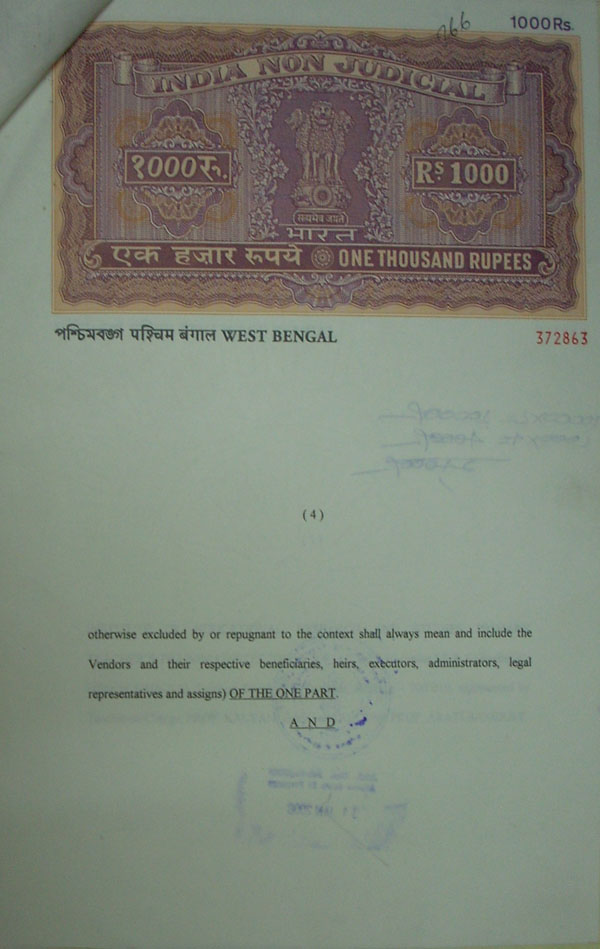 266
1000Rs.
INDIA NON JUDICIAL
१000रु.
Rs 1000
सत्यमेव जयते
भारत
एक हजार रुपये ONE THOUSAND RUPEES
পশ্চিমবঙ্গ पश्चिम बंगाल WEST BENGAL
372863
( 4 )
otherwise excluded by or repugnant to the context shall always mean and include the
Vendors and their respective beneficiaries, heirs, executors, administrators, legal
representatives and assigns) OF THE ONE PART.
A N D